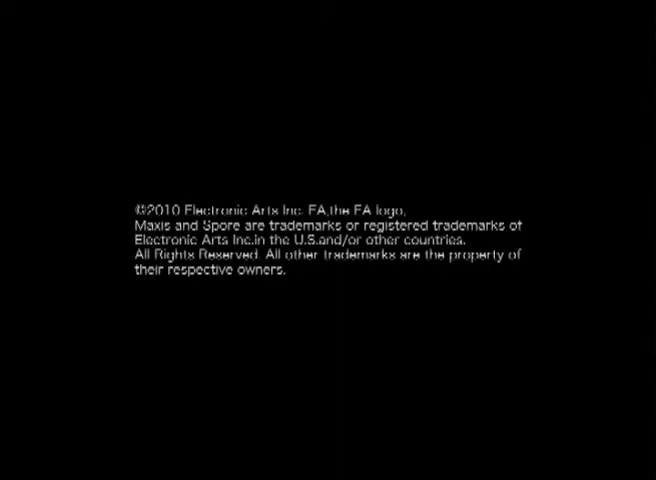 ©2010 Electronic Arts Inc. EA,the EA logo,
Maxis and Spore are trademarks or registered trademarks of
Electronic Arts Inc.in the U.S.and/or other countries.
All Rights Reserved. All other trademarks are the property of
their respective owners.